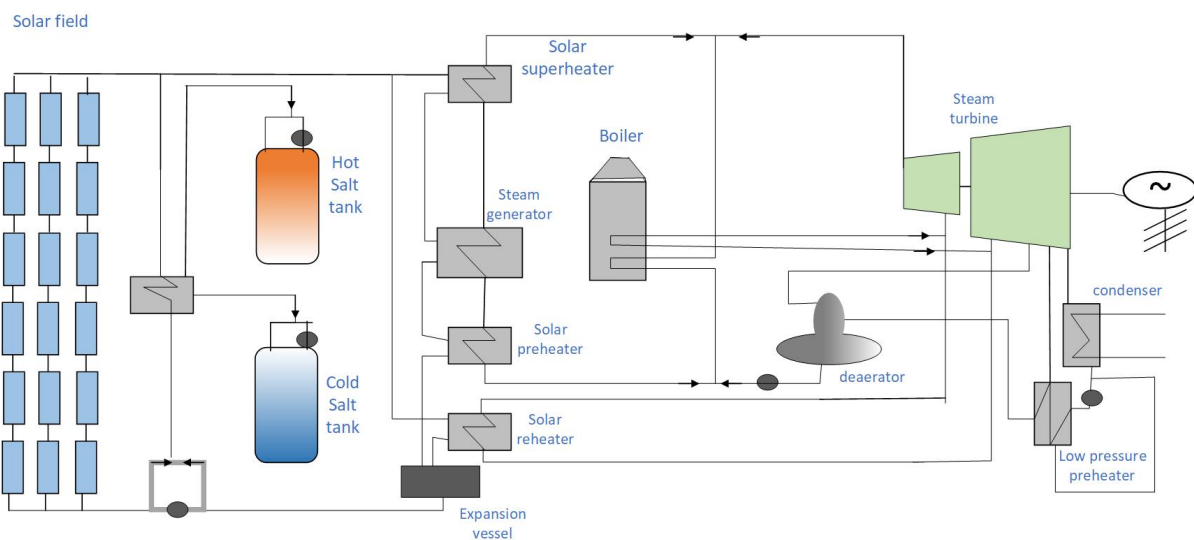 Solar field
Solar
superheater
Steam
turbine
Boiler
Hot
Salt
tank
Steam
generator
~
condenser
Solar
preheater
deaerator
Cold
Salt
tank
Solar
reheater
Low pressure
preheater
Expansion
vessel